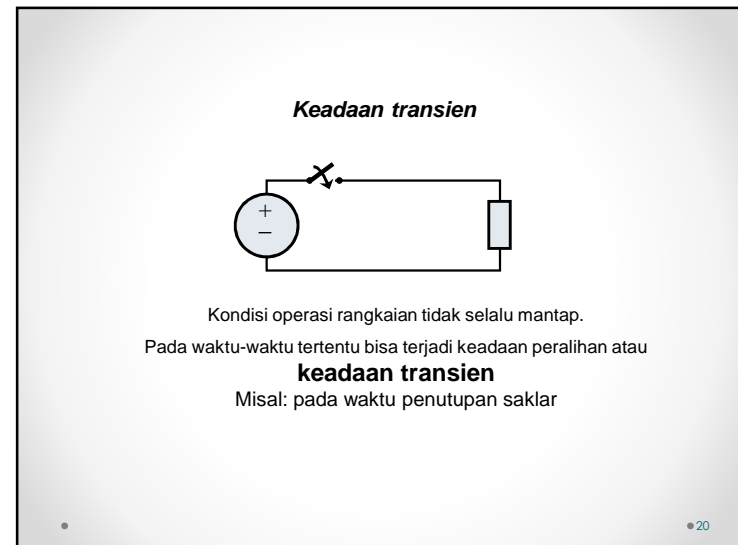 Keadaan transien
+
−
Kondisi operasi rangkaian tidak selalu mantap.
Pada waktu-waktu tertentu bisa terjadi keadaan peralihan atau
keadaan transien
Misal: pada waktu penutupan saklar
20